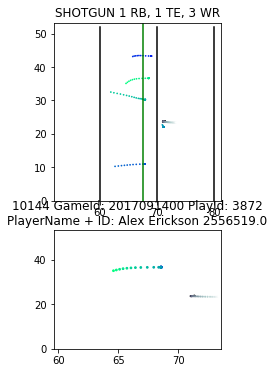 SHOTGUN 1 RB, 1 TE, 3 WR
50
40
30
20
10
0
60 70 80
10144 GameId: 2017091400 PlayId: 3872
PlayerName + ID: Alex Erickson 2556519.0
40
20
0
60 65 70